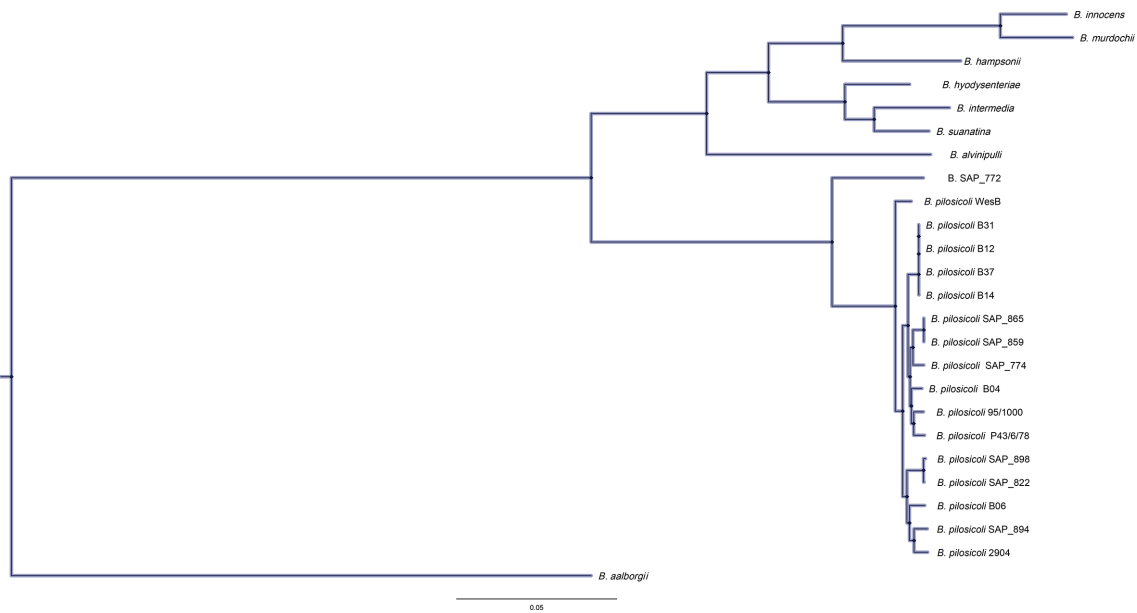 B. innocens
B. murdochii
B. hampsonii
B. hyodysenteriae
B. intermedia
B. suanatina
B. alvinipulli
B. SAP_772
B. pilosicoli WesB
B. pilosicoli B31
B. pilosicoli B12
B. pilosicoli B37
B. pilosicoli B14
B. pilosicoli SAP_865
B. pilosicoli SAP_859
B. pilosicoli SAP_774
B. pilosicoli B04
B. pilosicoli 95/1000
B. pilosicoli P43/6/78
B. pilosicoli SAP_898
B. pilosicoli SAP_822
B. pilosicoli B06
B. pilosicoli SAP_894
B. pilosicoli 2904
B. aalborgii
0.05